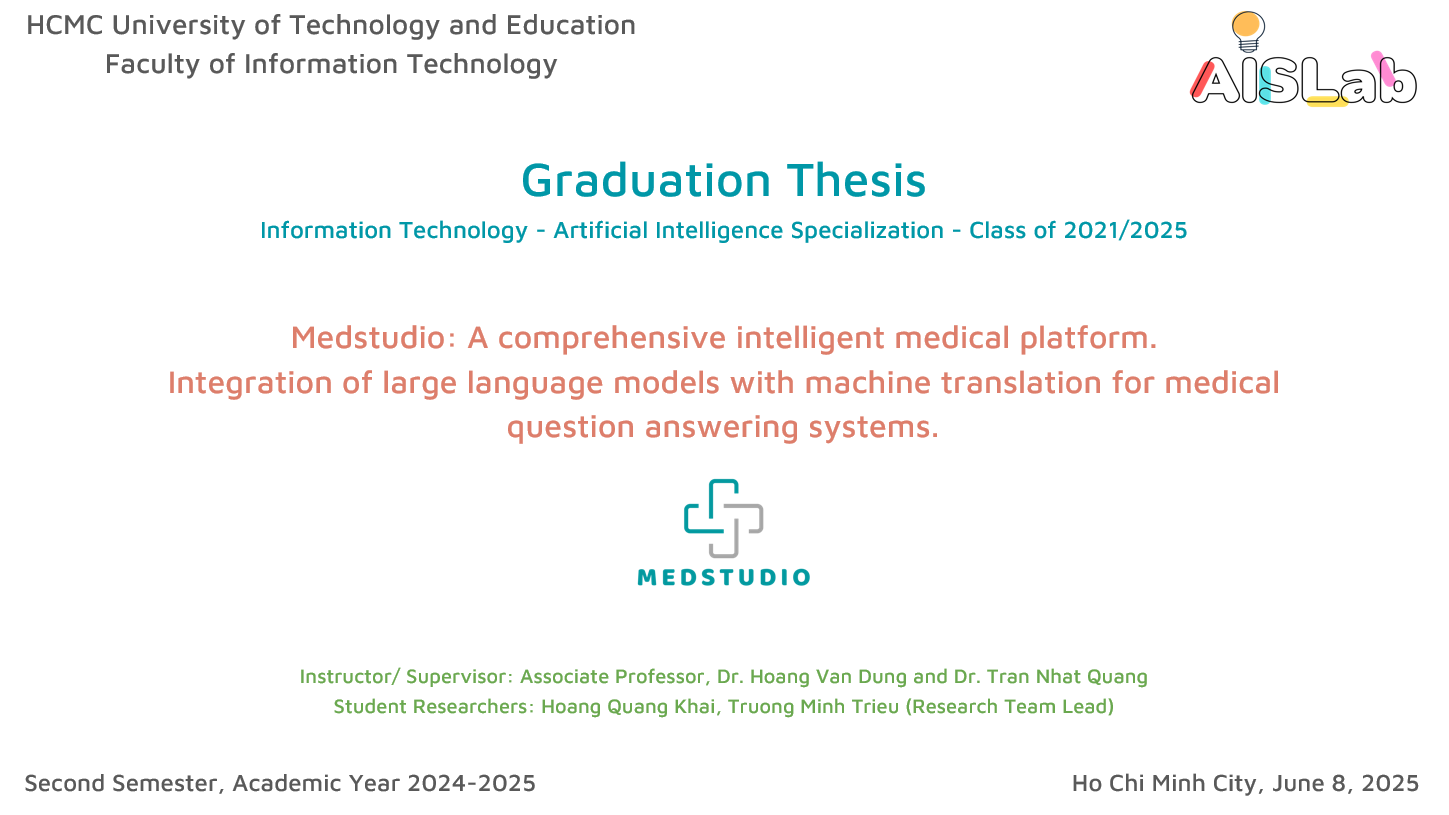 HCMC University of Technology and Education
Faculty of Information Technology
AISLab
Graduation Thesis
Information Technology - Artificial Intelligence Specialization - Class of 2021/2025
Medstudio: A comprehensive intelligent medical platform.
Integration of large language models with machine translation for medical
question answering systems.
MEDSTUDIO
Instructor/ Supervisor: Associate Professor, Dr. Hoang Van Dung and Dr. Tran Nhat Quang
Student Researchers: Hoang Quang Khai, Truong Minh Trieu (Research Team Lead)
Second Semester, Academic Year 2024-2025
Ho Chi Minh City, June 8, 2025